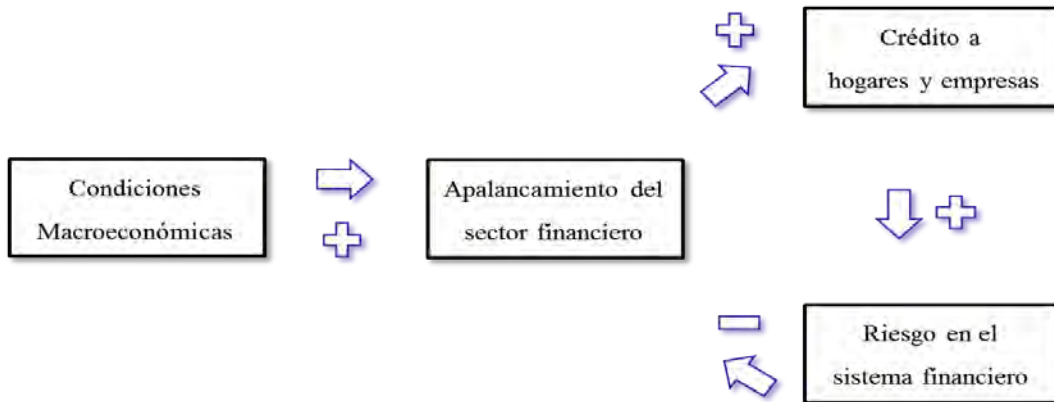 Condiciones
Macroeconómicas
Apalancamiento del
sector financiero
Crédito a
hogares y empresas
Riesgo en el
sistema financiero